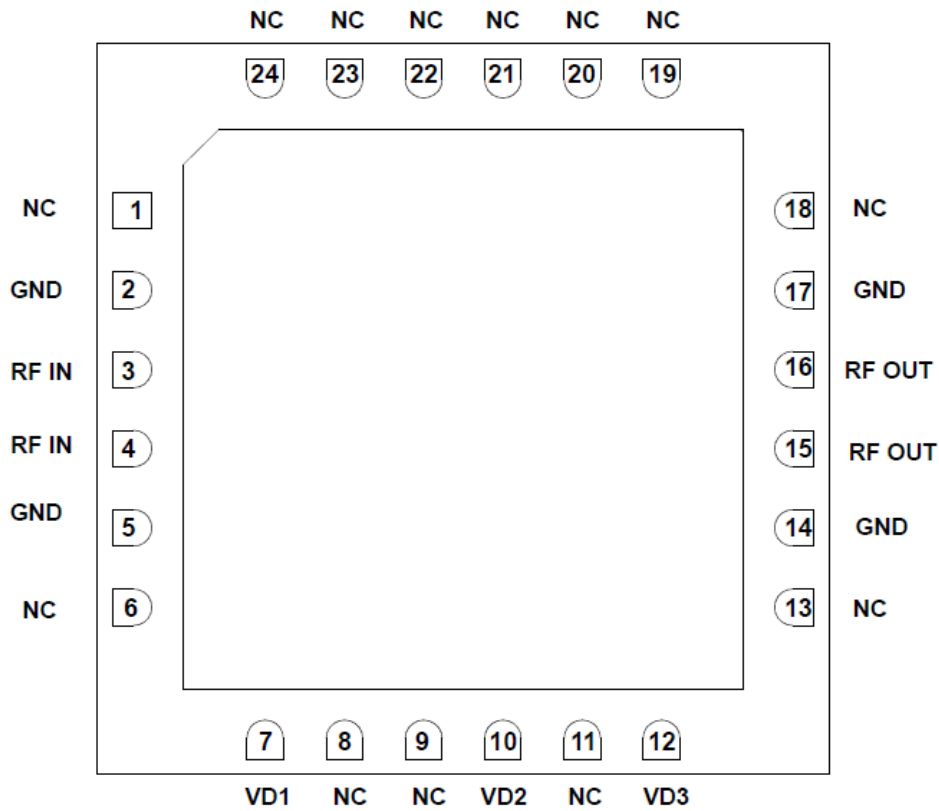 NC NC NC NC NC NC
24 23 22 21 20 19
NC 1 18 NC
GND 2 17 GND
RF IN 3 16 RF OUT
RF IN 4 15 RF OUT
GND 5 14 GND
NC 6 13 NC
7 8 9 10 11 12
VD1 NC NC VD2 NC VD3